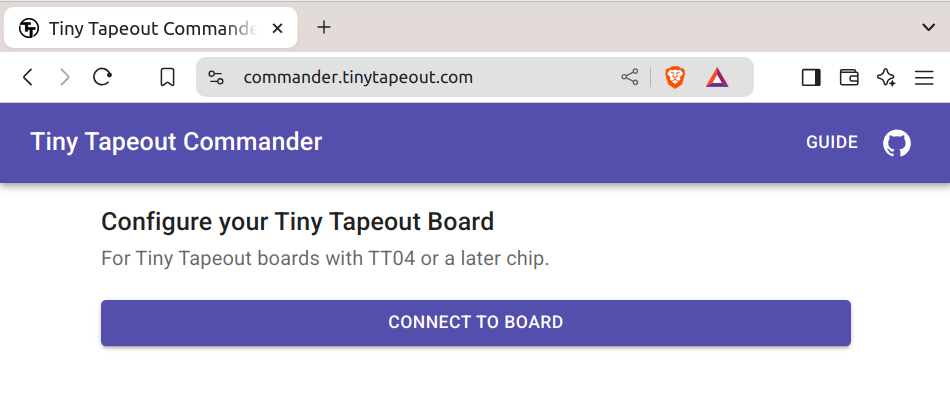 Tiny Tapeout Commande
commander.tinytapeout.com
Tiny Tapeout Commander
GUIDE
Configure your Tiny Tapeout Board
For Tiny Tapeout boards with TT04 or a later chip.
CONNECT TO BOARD